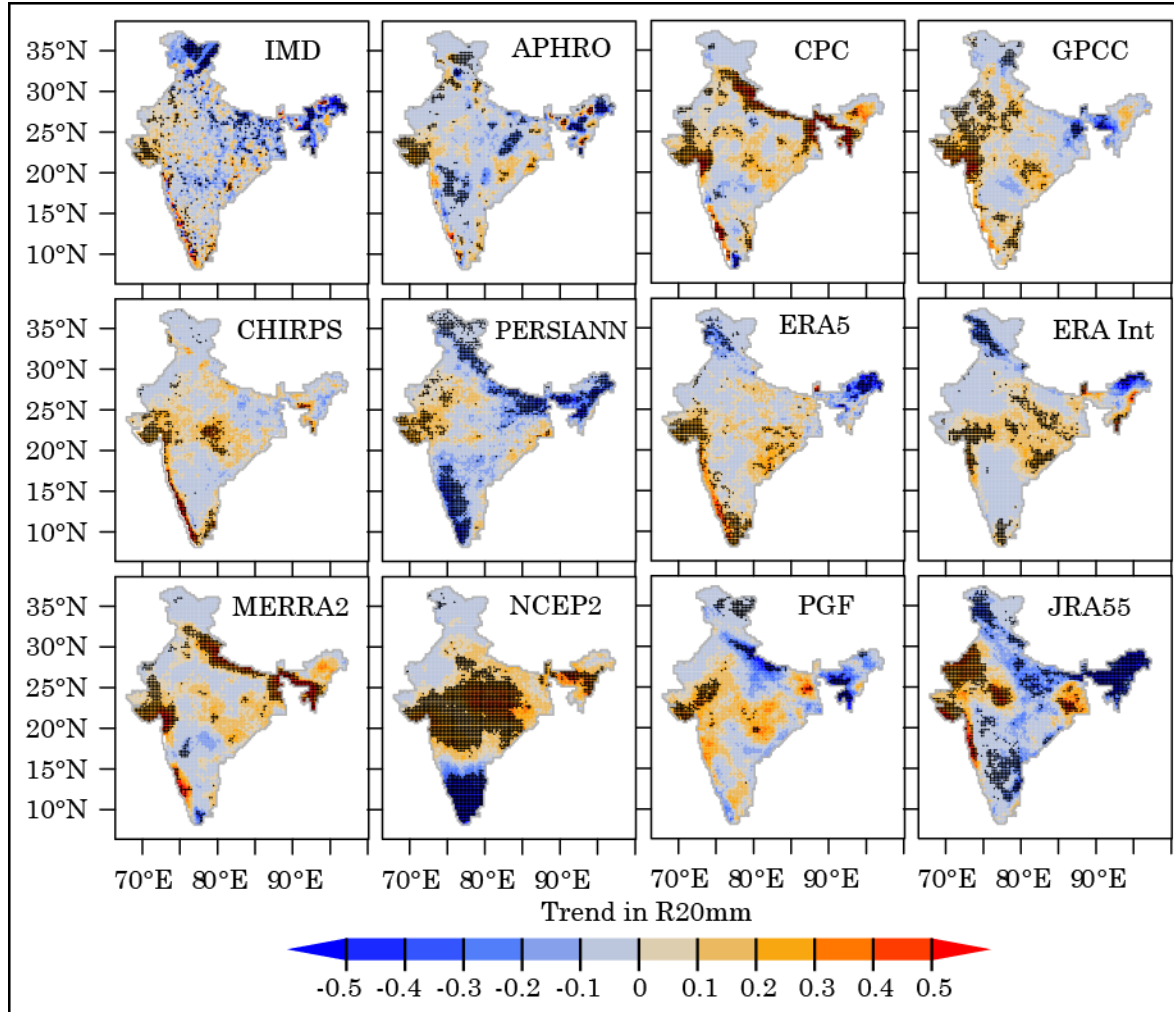 35°N IMD APHRO CPC GPCC
30°N
25°N
20°N
15°N
10°N
35°N CHIRPS PERSIANN ERA5 ERA Int
30°N
25°N
20°N
15°N
10°N
35°N MERRA2 NCEP2 PGF JRA55
30°N
25°N
20°N
15°N
10°N
70°E 80°E 90°E 70°E 80°E 90°E 70°E 80°E 90°E 70°E 80°E 90°E
Trend in R20mm
-0.5 -0.4 -0.3 -0.2 -0.1 0 0.1 0.2 0.3 0.4 0.5